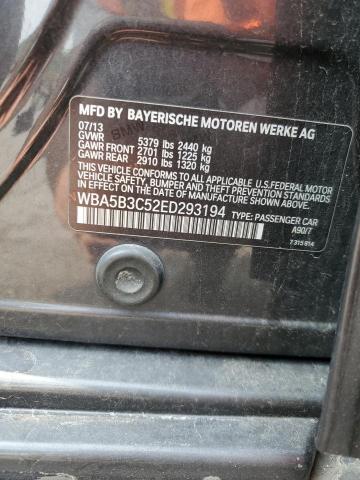 MFD BY BAYERISCHE MOTOREN WERKE AG
07/13
GVWR 5379 lbs 2440 kg
GAWR FRONT 2701 lbs 1225 kg
GAWR REAR 2910 lbs 1320 kg
THIS VEHICLE CONFORMS TO ALL APPLICABLE U.S.FEDERAL MOTOR
VEHICLE SAFETY, BUMPER, AND THEFT PREVENTION STANDARDS
IN EFFECT ON THE DATE OF MANUFACTURE SHOWN ABOVE.
WBA5B3C52ED293194 TYPE: PASSENGER CAR
A90/7
7 315 814